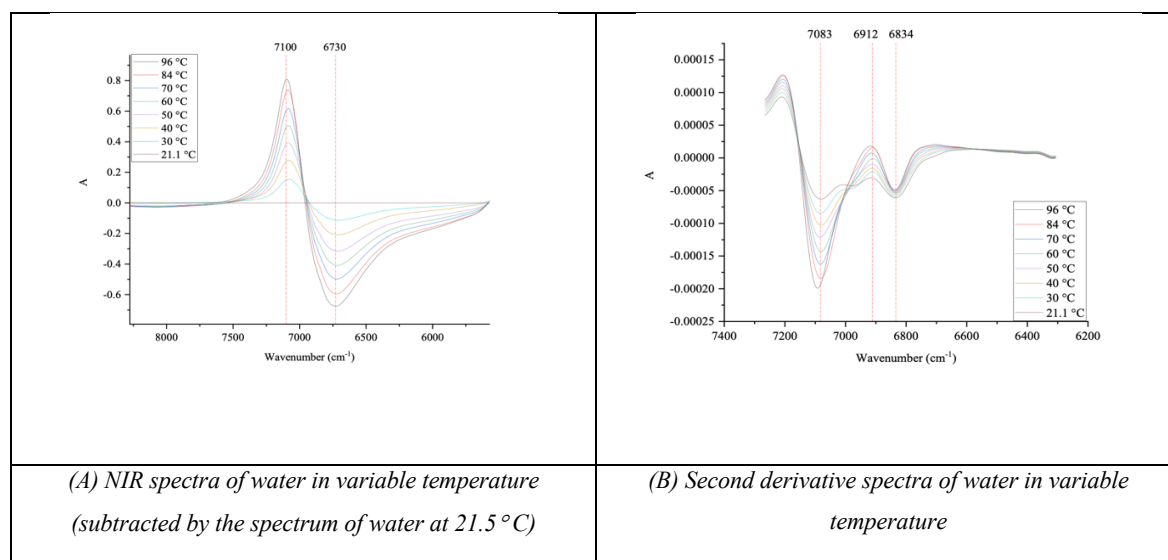 7100 6730
96 °C
84 °C
70 °C
60 °C
50 °C
40 °C
30 °C
21.1 °C
0.8
0.6
0.4
0.2
0.0
-0.2
-0.4
-0.6
A
8000 7500 7000 6500 6000
Wavenumber (cm-1)
(A) NIR spectra of water in variable temperature
(subtracted by the spectrum of water at 21.5°C)
7083 6912 6834
0.00015
0.00010
0.00005
0.00000
-0.00005
-0.00010
-0.00015
-0.00020
-0.00025
A
96 °C
84 °C
70 °C
60 °C
50 °C
40 °C
30 °C
21.1 °C
7400 7200 7000 6800 6600 6400 6200
Wavenumber (cm-1)
(B) Second derivative spectra of water in variable
temperature